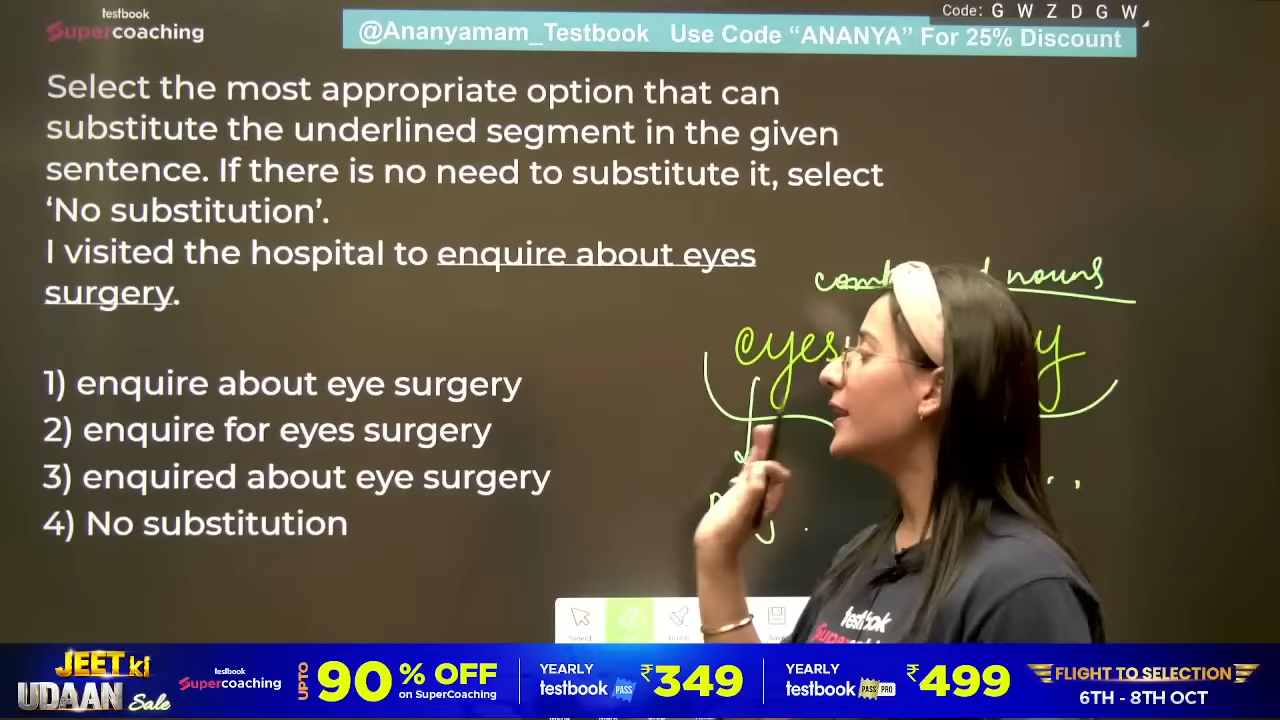 testbook
Supercoaching
@Ananyamam_Testbook Use Code “ANANYA” For 25% Discount
Code: G W Z D G W
Select the most appropriate option that can
substitute the underlined segment in the given
sentence. If there is no need to substitute it, select
‘No substitution’.
I visited the hospital to enquire about eyes
surgery.
nouns
eyes
1) enquire about eye surgery
2) enquire for eyes surgery
3) enquired about eye surgery
4) No substitution
Select
Save
testbook
JEET ki
UDAAN Sale
testbook
Supercoaching
UPTO 90% OFF
on SuperCoaching
YEARLY
testbook PASS ₹349
YEARLY
testbook PASS PRO ₹499
FLIGHT TO SELECTION
6TH - 8TH OCT